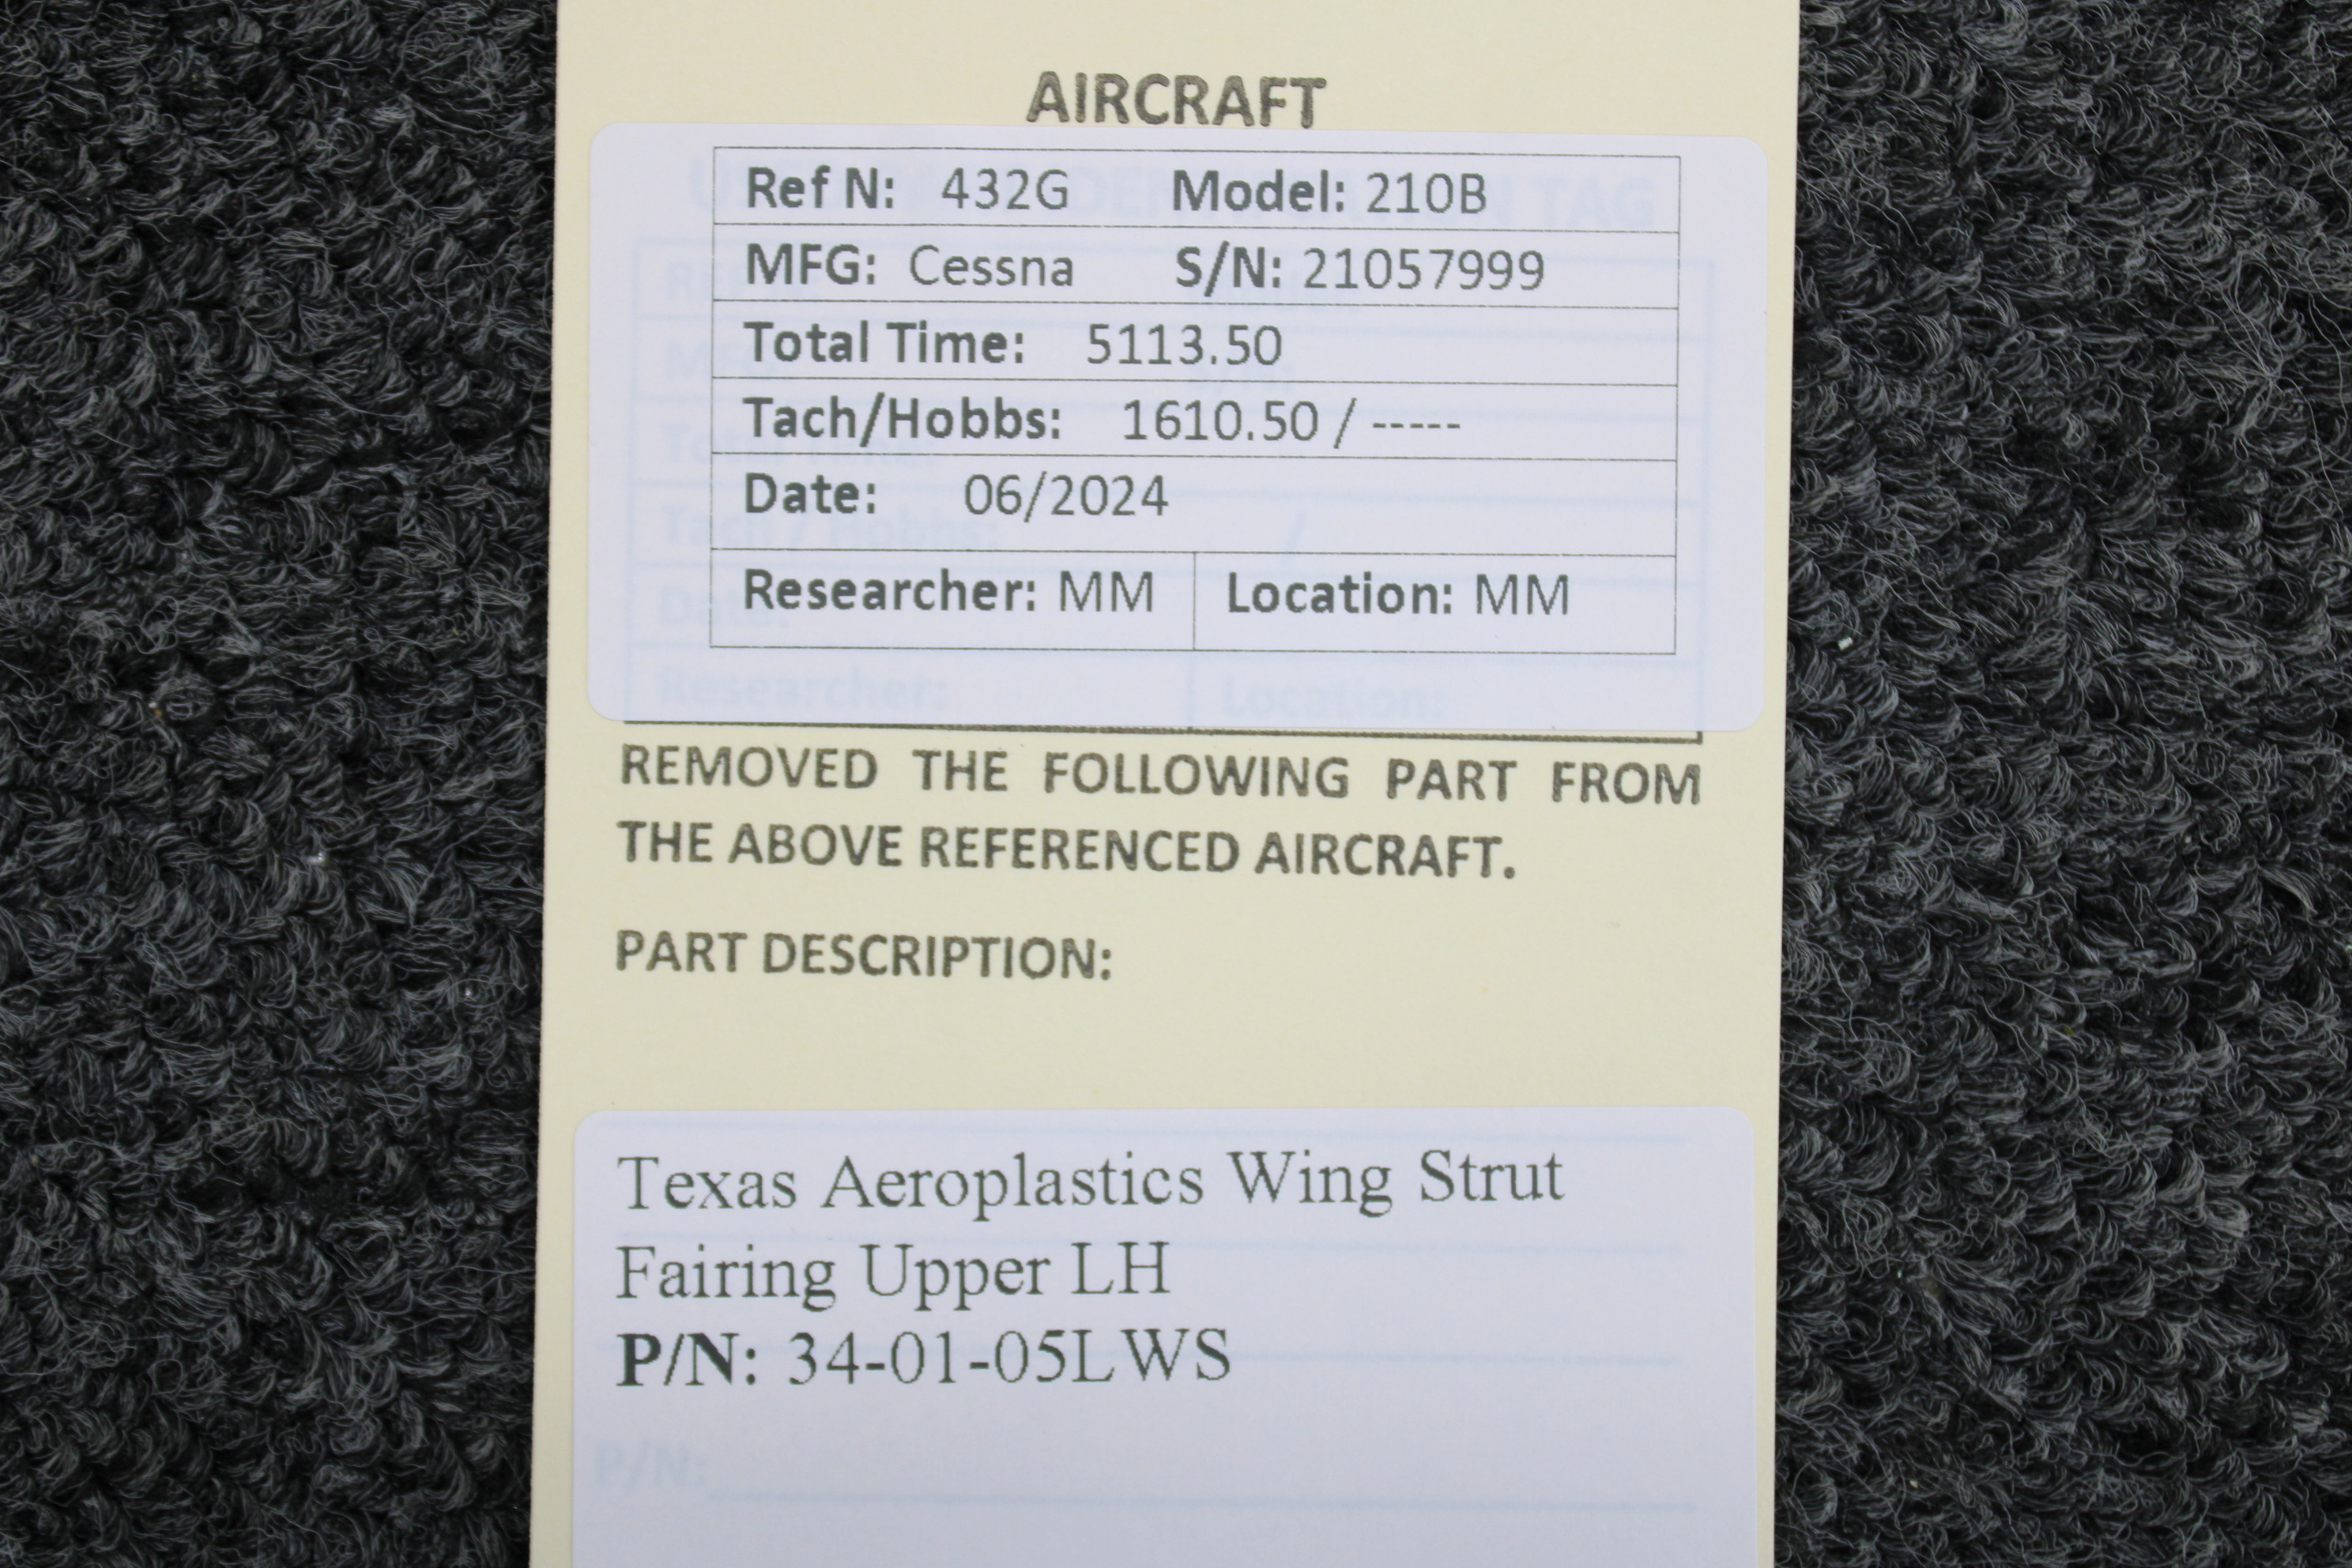 AIRCRAFT
Ref N: 432G Model: 210B
MFG: Cessna S/N: 21057999
Total Time: 5113.50
Tach/Hobbs: 1610.50 / -----
Date: 06/2024
Researcher: MM Location: MM
REMOVED THE FOLLOWING PART FROM
THE ABOVE REFERENCED AIRCRAFT.
PART DESCRIPTION:
Texas Aeroplastics Wing Strut
Fairing Upper LH
P/N: 34-01-05LWS
P/N: